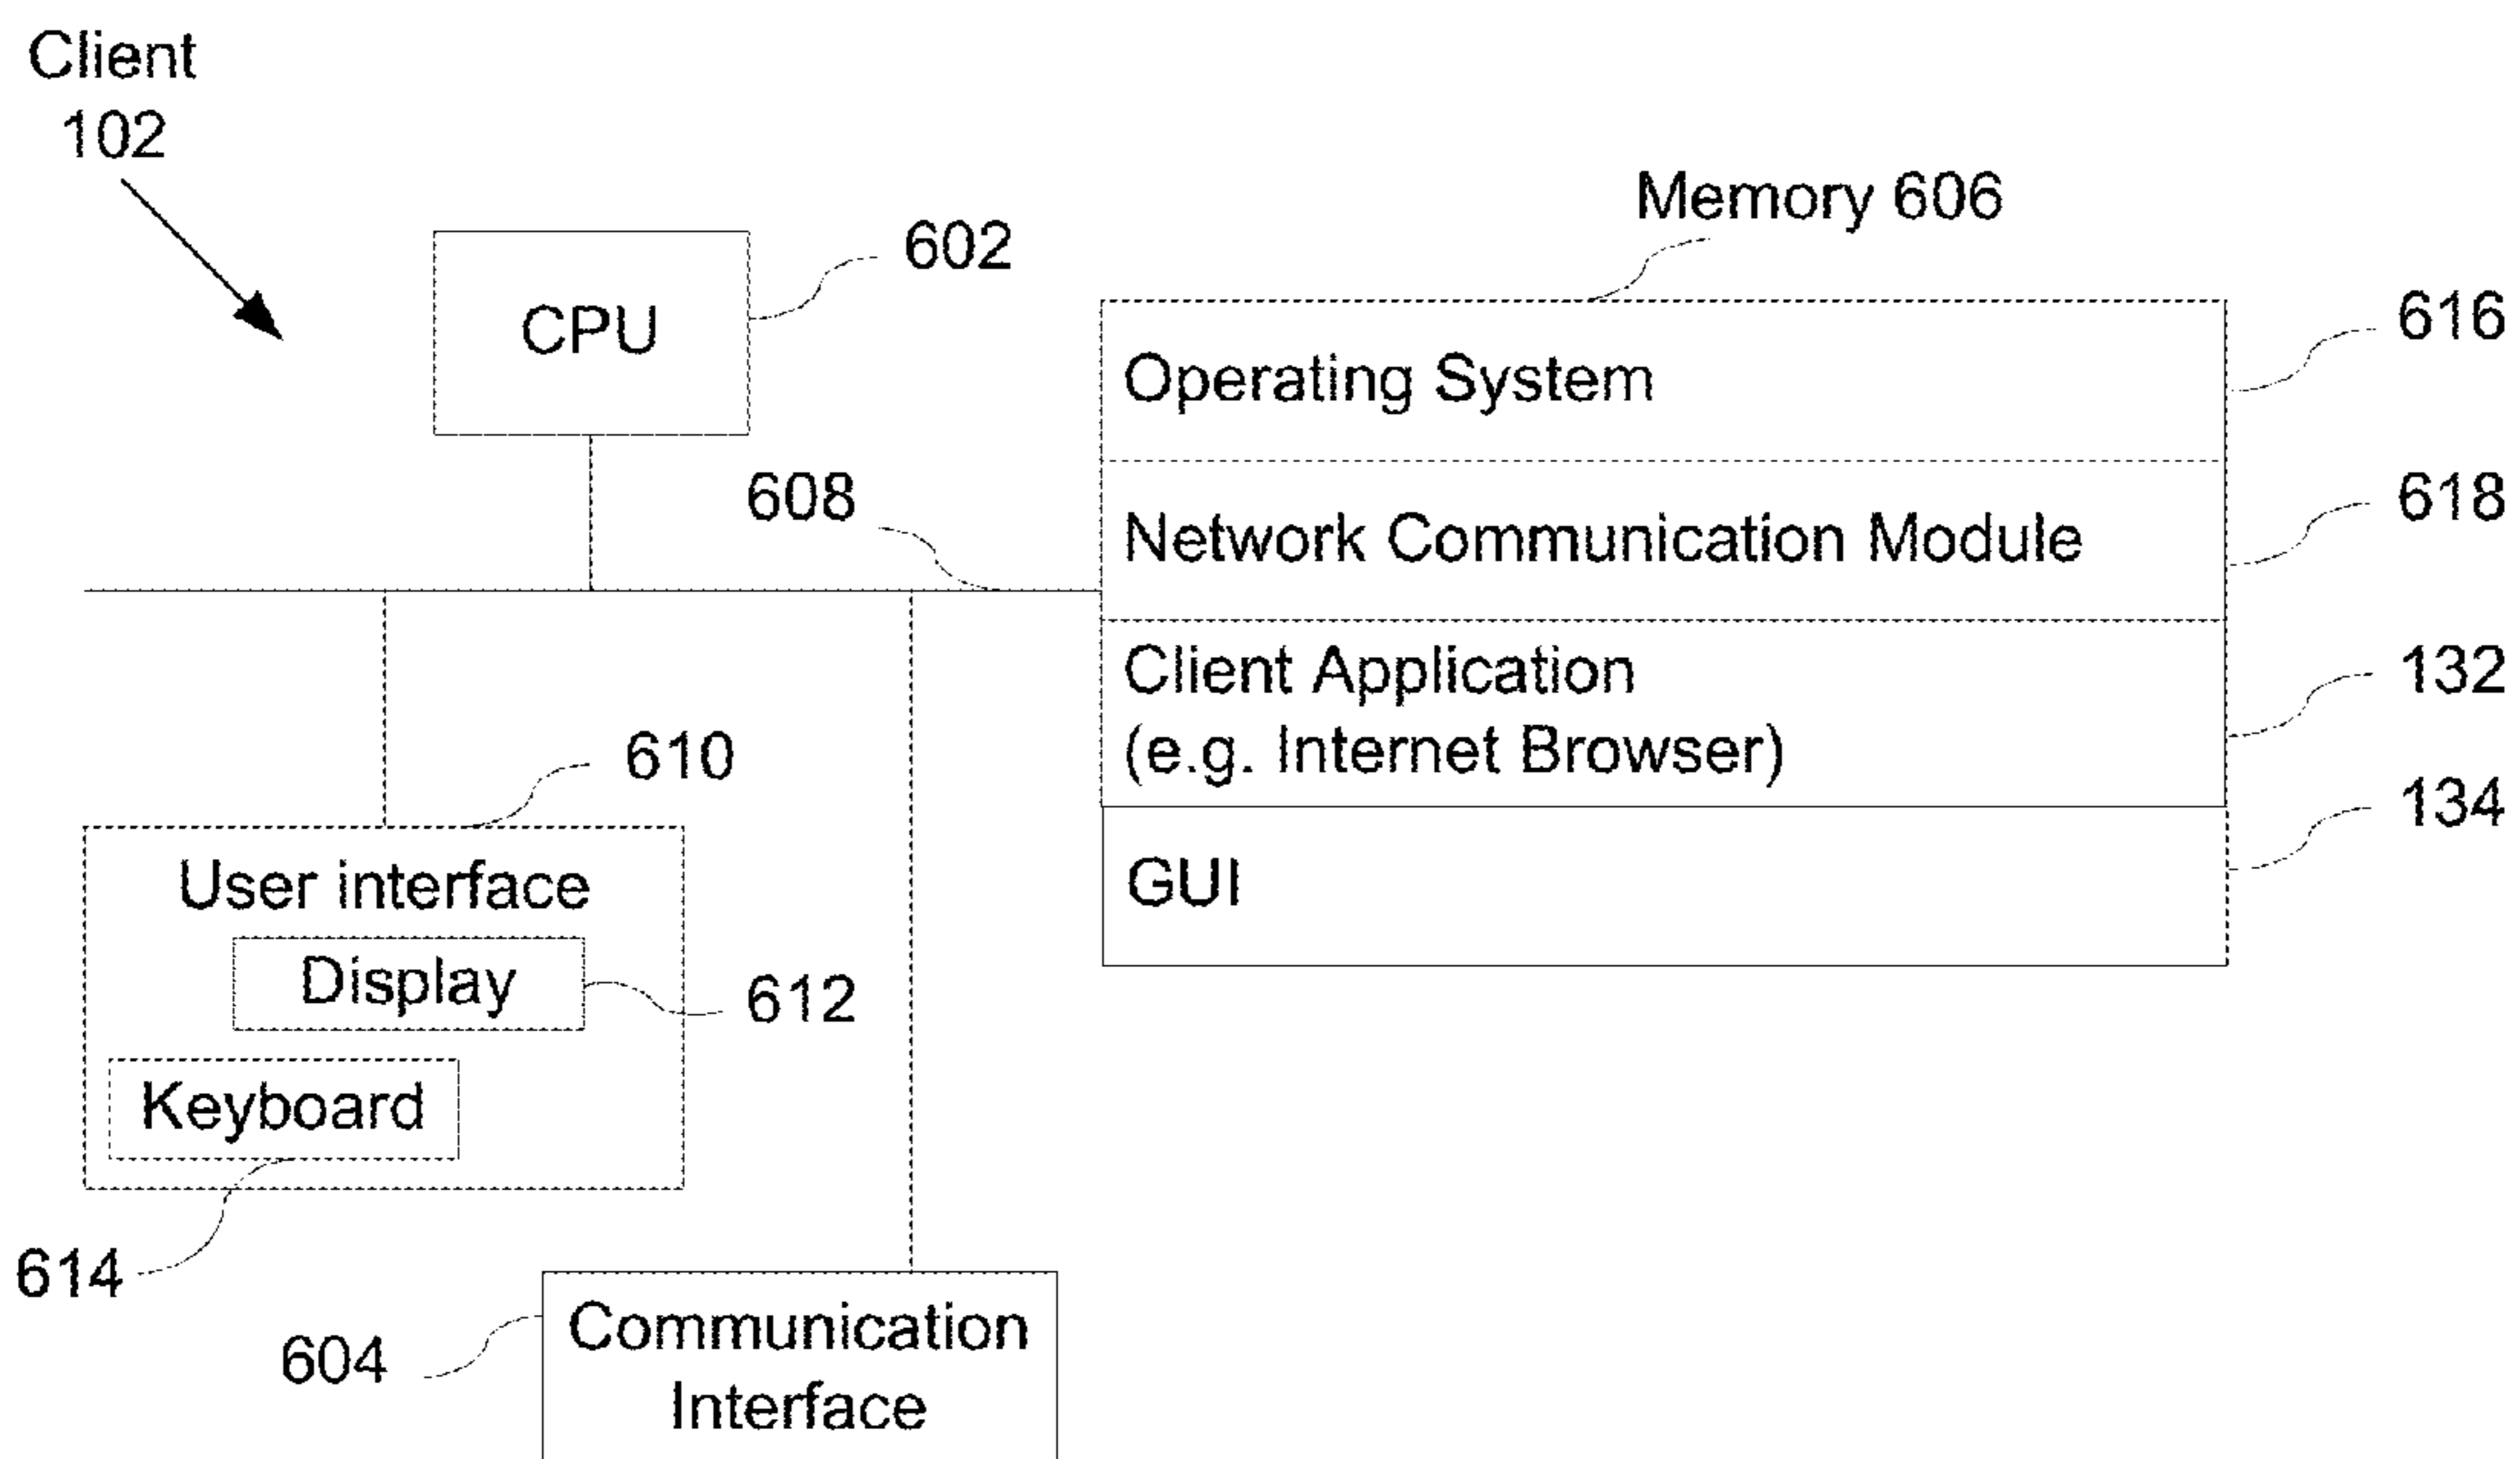 Client
102
Memory 606
602
CPU
616
Operating System
608
618
Network Communication Module
132
Client Application
(e.g. Internet Browser)
610
134
User interface
GUI
Display
612
Keyboard
614
604
Communication
Interface